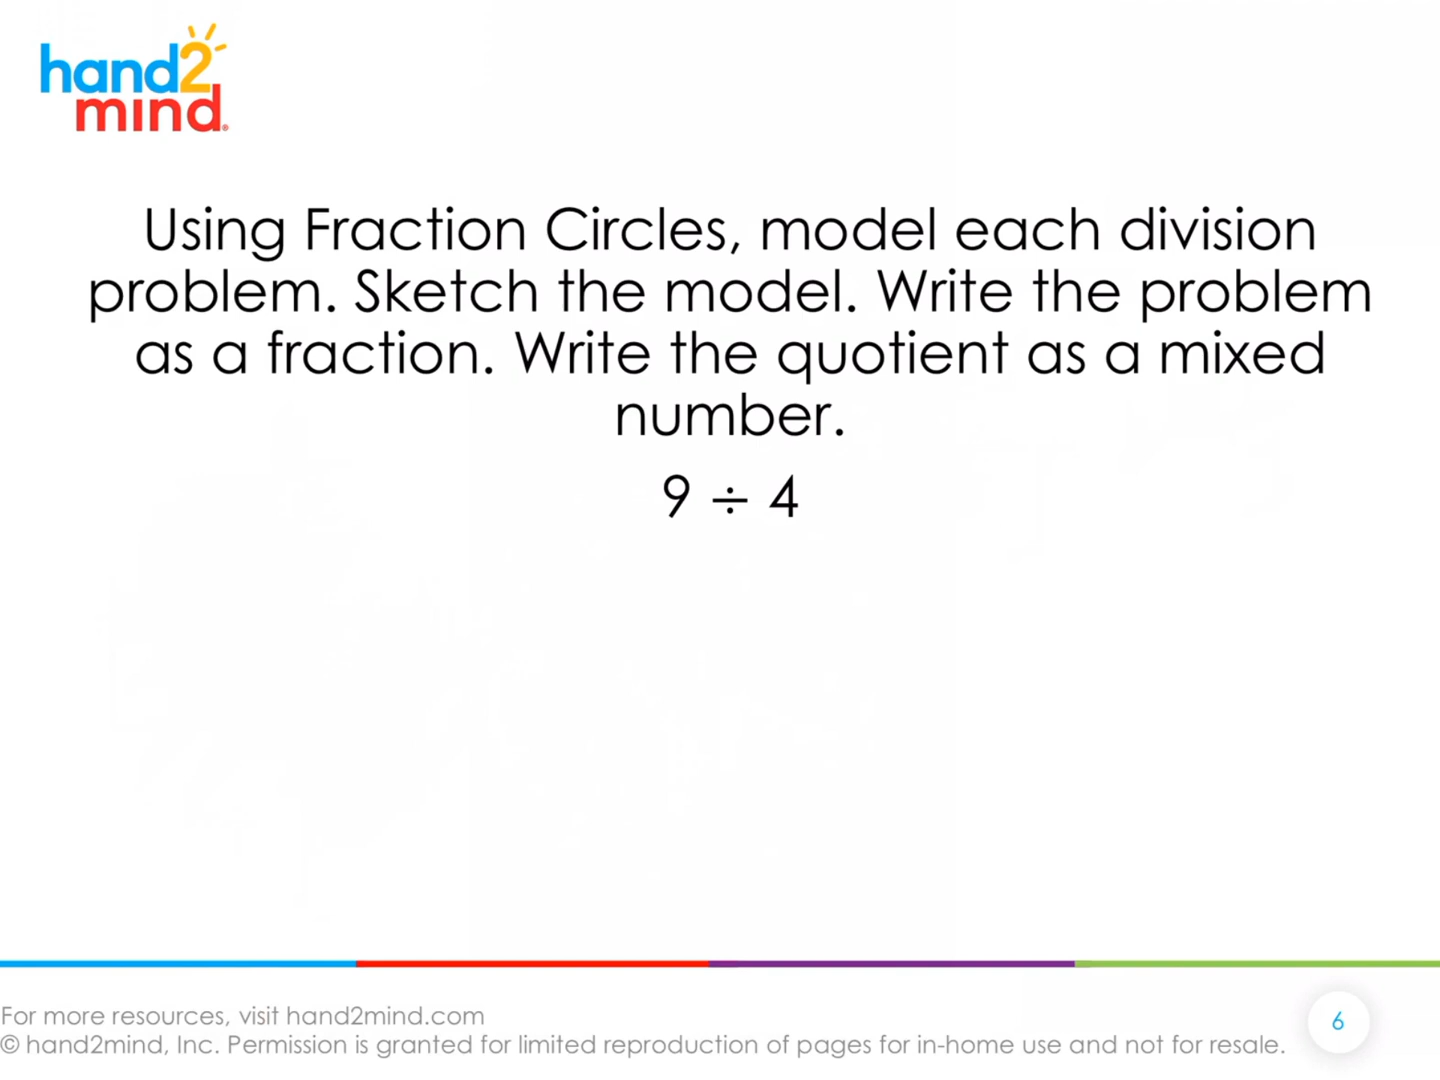 hand2
mind®
Using Fraction Circles, model each division
problem. Sketch the model. Write the problem
as a fraction. Write the quotient as a mixed
number.
9 ÷ 4
For more resources, visit hand2mind.com
© hand2mind, Inc. Permission is granted for limited reproduction of pages for in-home use and not for resale.
6